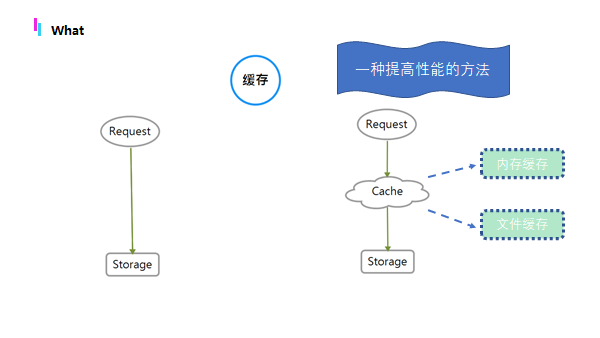 What
缓存
一种提高性能的方法
Request
Request
内存缓存
Cache
文件缓存
Storage
Storage